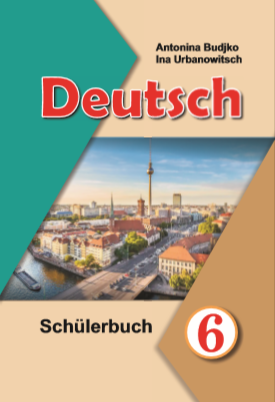 Antonina Budjko
Ina Urbanowitsch
Deutsch
Schülerbuch
6